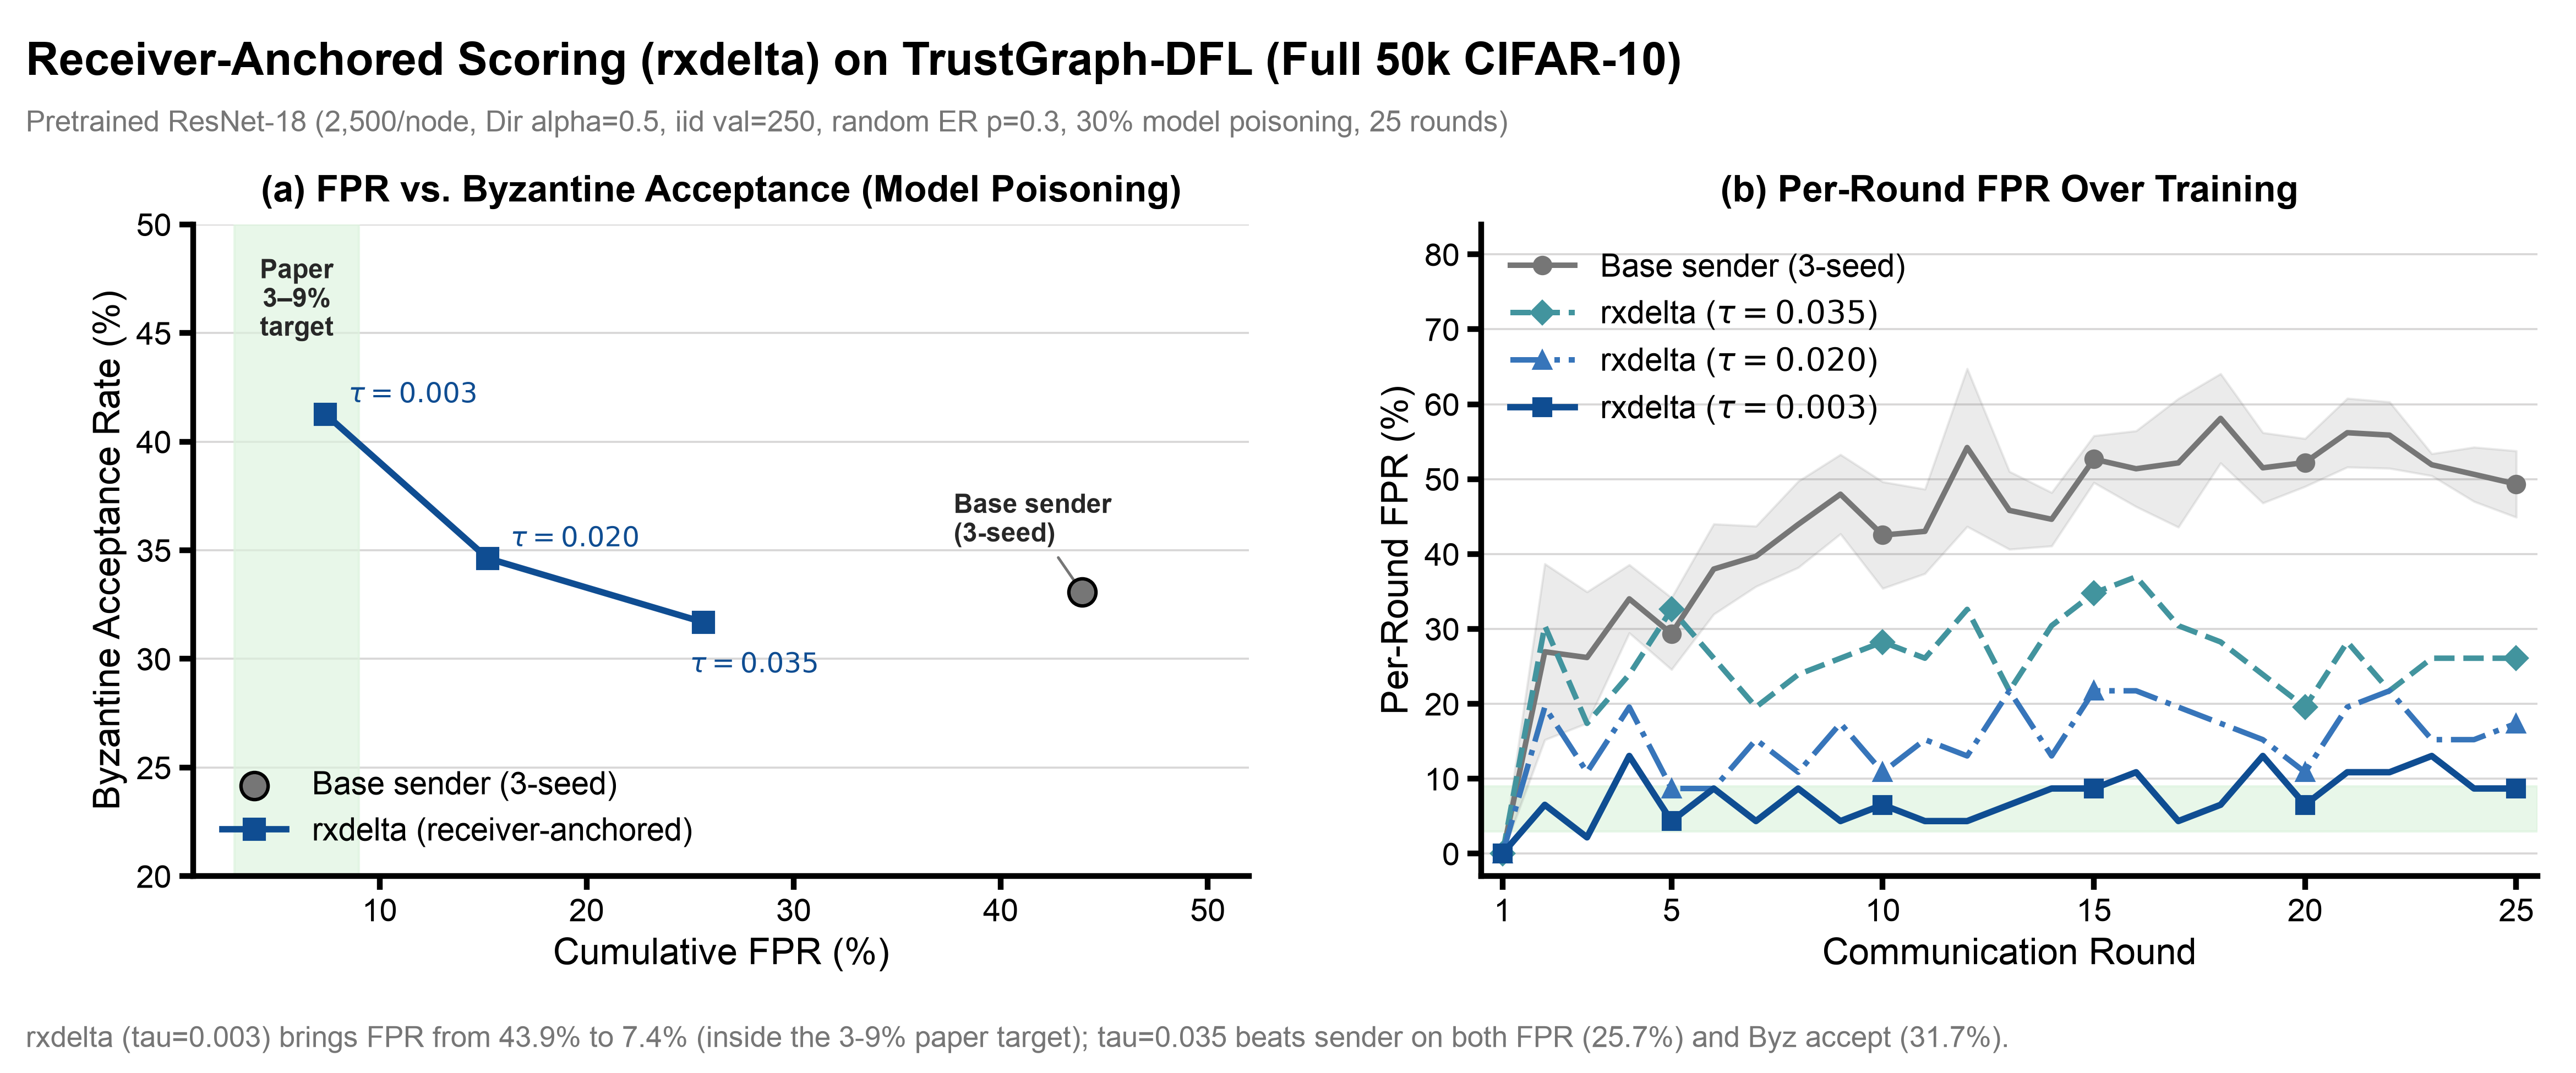 Receiver-Anchored Scoring (rxdelta) on TrustGraph-DFL (Full 50k CIFAR-10)
Pretrained ResNet-18 (2,500/node, Dir alpha=0.5, iid val=250, random ER p=0.3, 30% model poisoning, 25 rounds)
(a) FPR vs. Byzantine Acceptance (Model Poisoning)
Byzantine Acceptance Rate (%)
50
45
40
35
30
25
20
Paper
3–9%
target
τ = 0.003
τ = 0.020
τ = 0.035
Base sender
(3-seed)
Base sender (3-seed)
rxdelta (receiver-anchored)
10
20
30
40
50
Cumulative FPR (%)
(b) Per-Round FPR Over Training
Per-Round FPR (%)
80
70
60
50
40
30
20
10
0
Base sender (3-seed)
rxdelta (τ = 0.035)
rxdelta (τ = 0.020)
rxdelta (τ = 0.003)
1
5
10
15
20
25
Communication Round
rxdelta (tau=0.003) brings FPR from 43.9% to 7.4% (inside the 3-9% paper target); tau=0.035 beats sender on both FPR (25.7%) and Byz accept (31.7%).